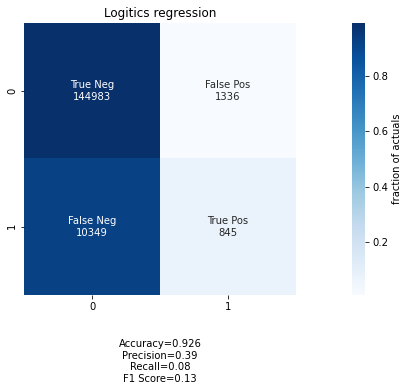 Logitics regression
0
True Neg
144983
False Pos
1336
1
False Neg
10349
True Pos
845
0
1
0.8
0.6
0.4
0.2
fraction of actuals
Accuracy=0.926
Precision=0.39
Recall=0.08
F1 Score=0.13